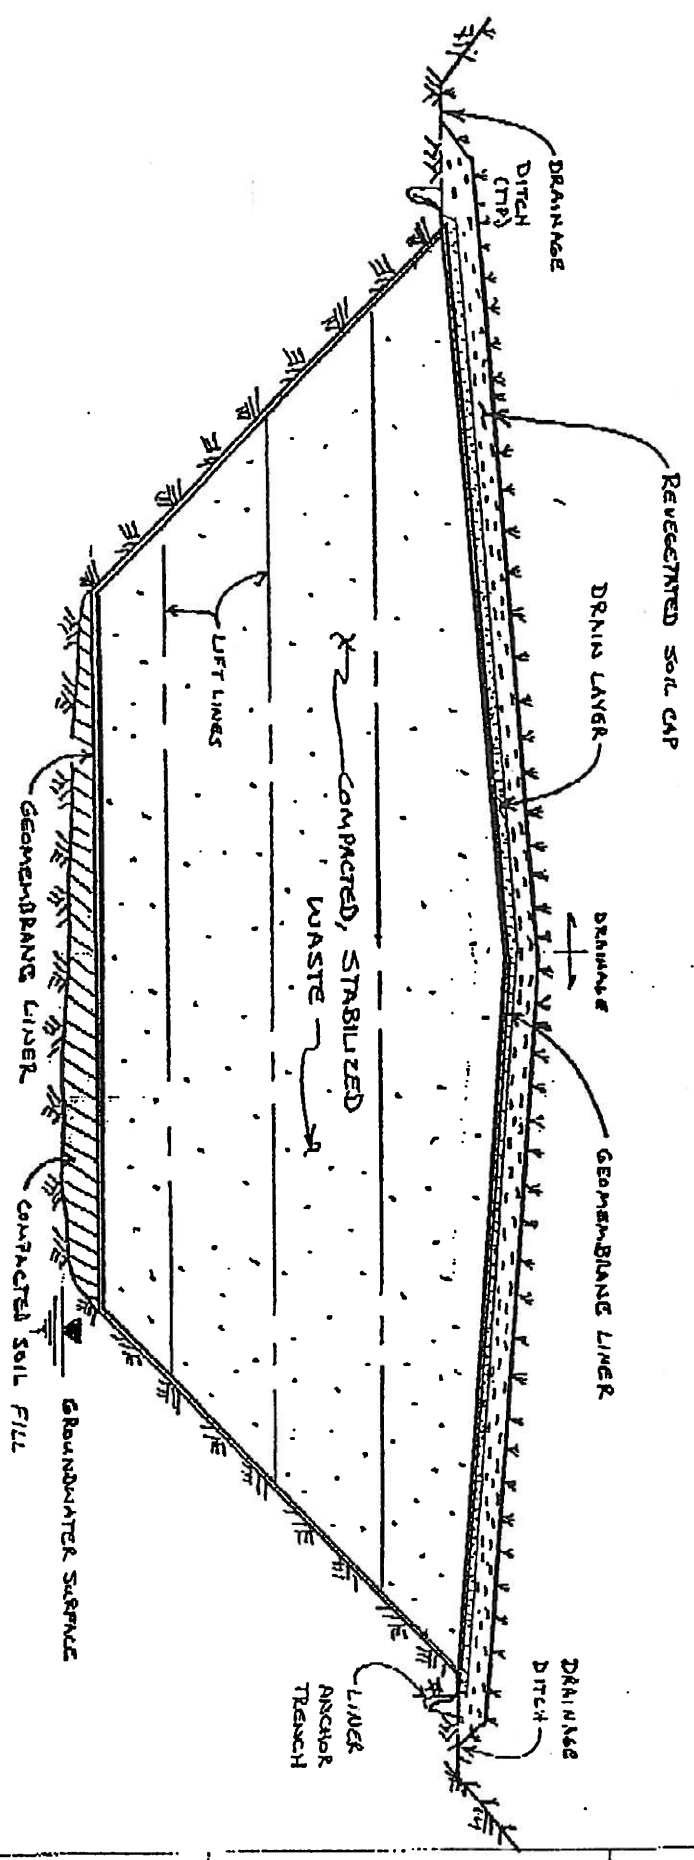 DRAINAGE
DITCH
(TYP)
REVEGETATED SOIL CAP
DRAIN LAYER
DRAINAGE
GEOMEMBRANE LINER
DRAINAGE
DITCH
LIFT LINES
COMPACTED, STABILIZED
WASTE
LINER
ANCHOR
TRENCH
GEOMEMBRANE LINER
COMPACTED SOIL FILL
GROUNDWATER SURFACE